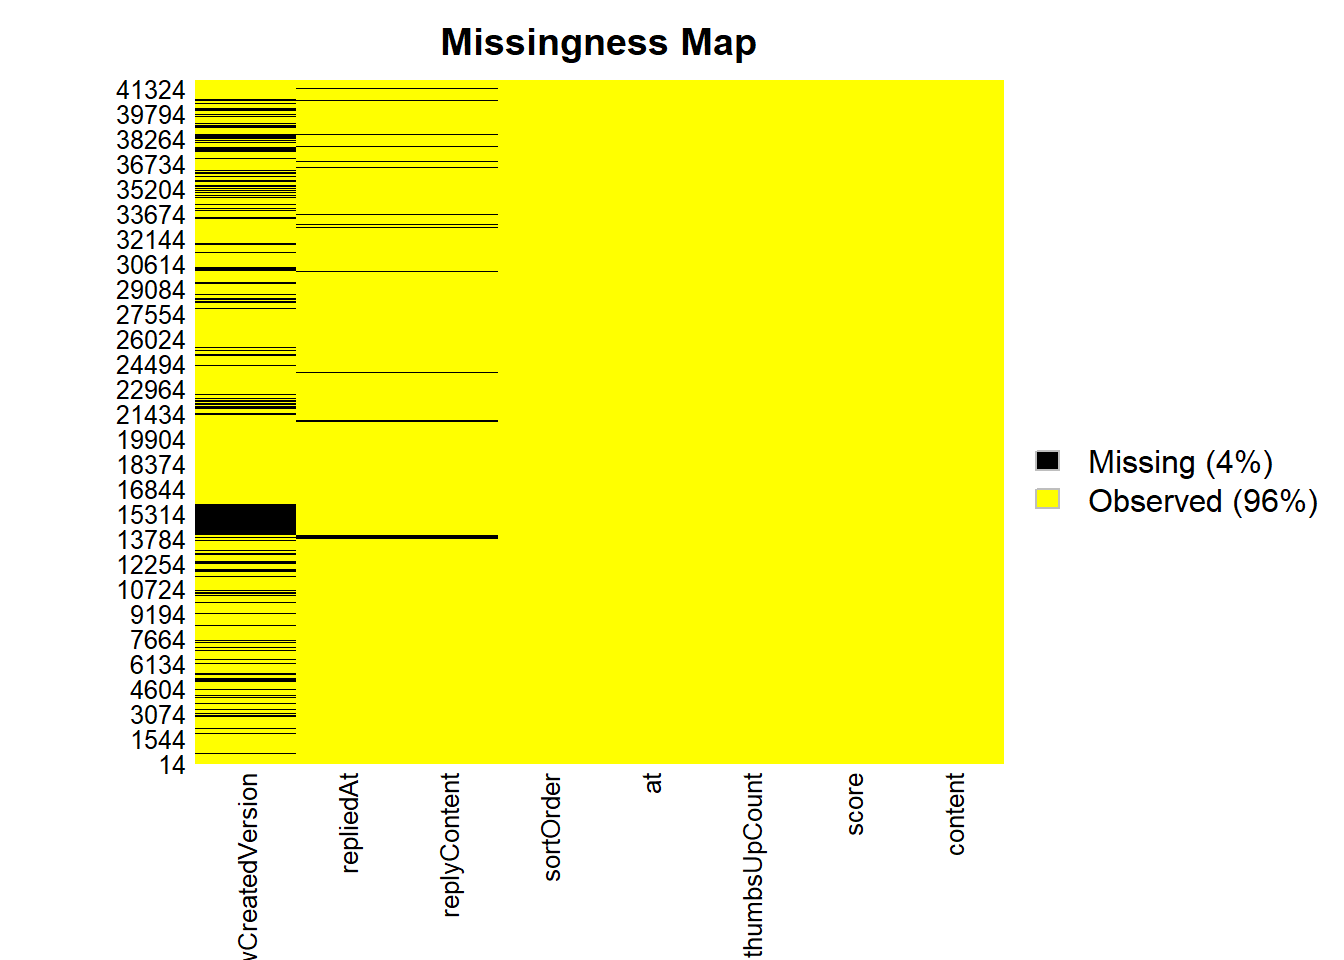 Missingness Map
41324
39794
38264
36734
35204
33674
32144
30614
29084
27554
26024
24494
22964
21434
19904
18374
16844
15314
13784
12254
10724
9194
7664
6134
4604
3074
1544
14
Missing (4%)
Observed (96%)
wCreatedVersion
repliedAt
replyContent
sortOrder
at
thumbsUpCount
score
content